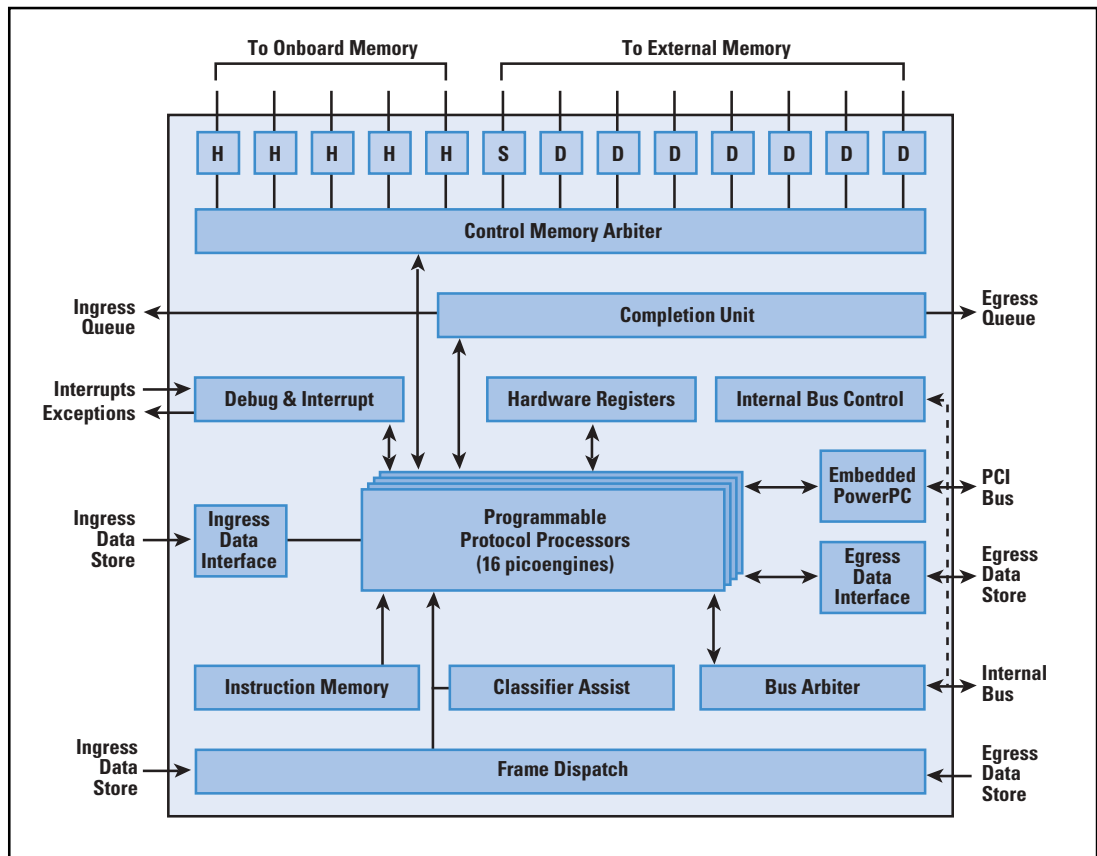 To Onboard Memory
To External Memory
H H H H H S D D D D D D D
Control Memory Arbiter
Ingress
Queue
Completion Unit
Egress
Queue
Interrupts
Exceptions
Debug & Interrupt
Hardware Registers
Internal Bus Control
Ingress
Data
Store
Ingress
Data
Interface
Programmable
Protocol Processors
(16 picoengines)
Embedded
PowerPC
PCI
Bus
Egress
Data
Interface
Egress
Data
Store
Instruction Memory
Classifier Assist
Bus Arbiter
Internal
Bus
Ingress
Data
Store
Frame Dispatch
Egress
Data
Store